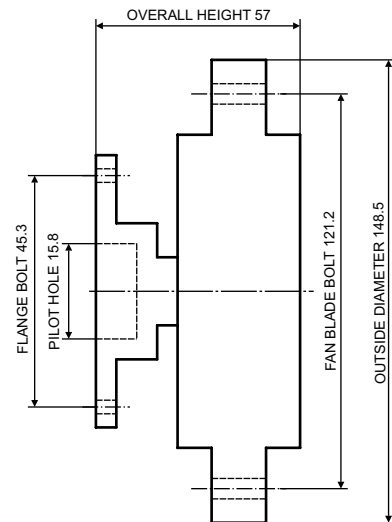 OVERALL HEIGHT 57
FLANGE BOLT 45.3
PILOT HOLE 15.8
FAN BLADE BOLT 121.2
OUTSIDE DIAMETER 148.5